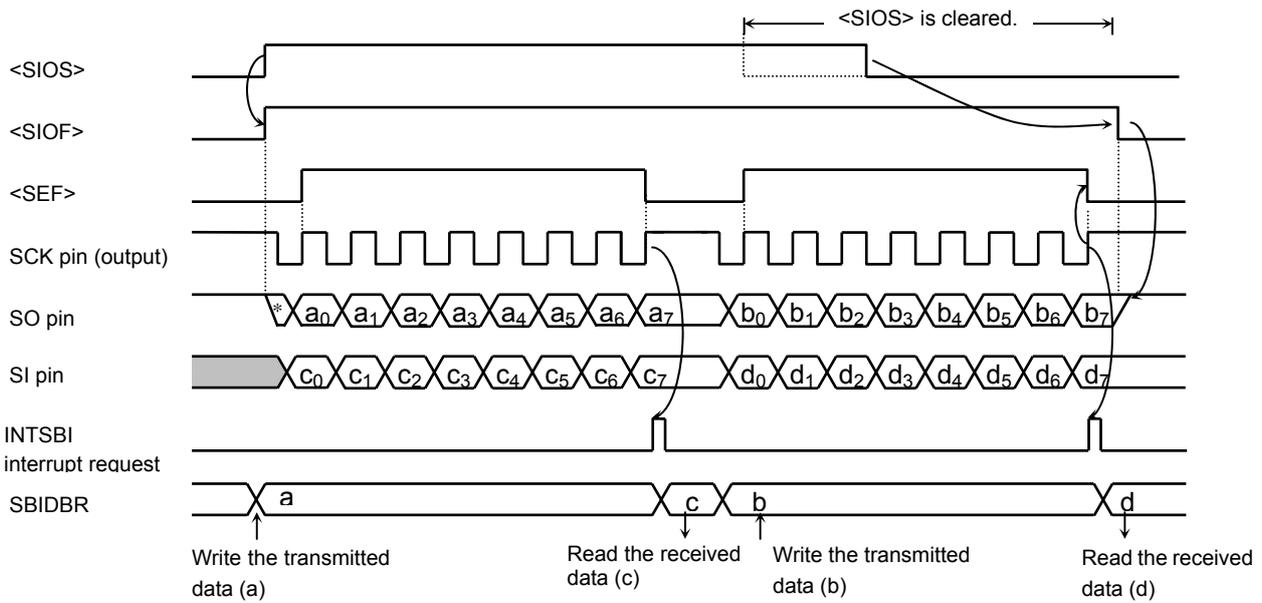 <SIOS> is cleared.
<SIOS>
<SIOF>
<SEF>
SCK pin (output)
SO pin
* a0 a1 a2 a3 a4 a5 a6 a7 b0 b1 b2 b3 b4 b5 b6 b7
SI pin
c0 c1 c2 c3 c4 c5 c6 c7 d0 d1 d2 d3 d4 d5 d6 d7
INTSBI
interrupt request
SBIDBR
a c b d
Write the transmitted
data (a)
Read the received
data (c)
Write the transmitted
data (b)
Read the received
data (d)